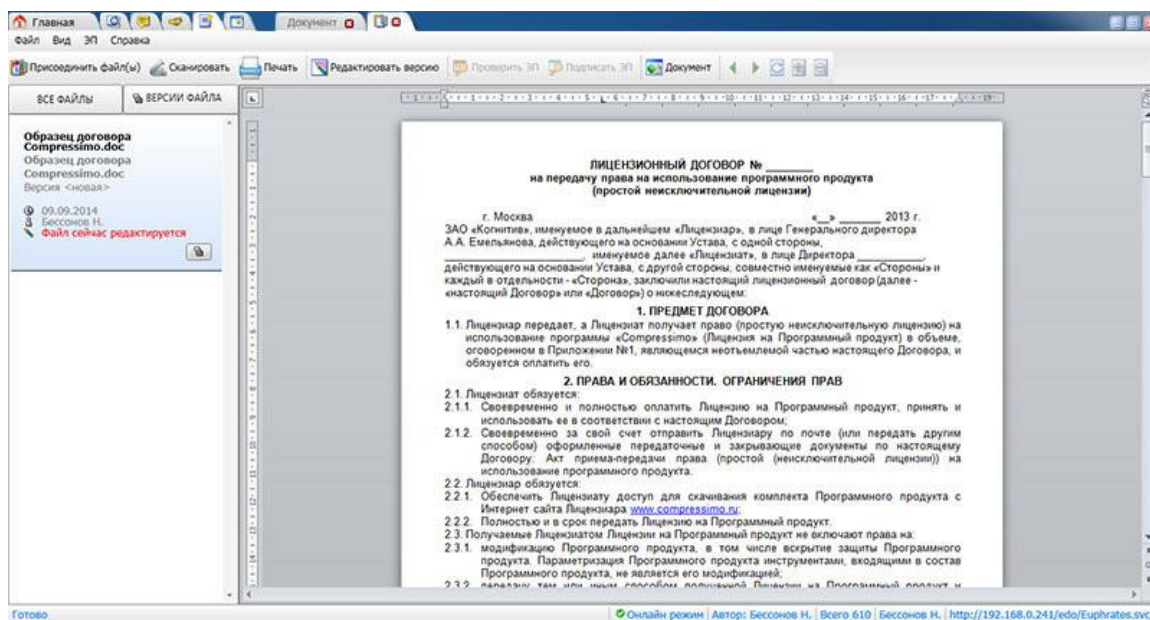 Главная
Документ
Файл Вид ЭП Справка
Присоединить файл(ы) Сканировать Печать Редактировать версию Проверить ЭП Подписать ЭП Документ
ВСЕ ФАЙЛЫ ВЕРСИИ ФАЙЛА
Образец договора
Compressimo.doc
Образец договора
Compressimo.doc
Версия <новая>
09.09.2014
Бессонов Н.
Файл сейчас редактируется
ЛИЦЕНЗИОННЫЙ ДОГОВОР № _______
на передачу права на использование программного продукта
(простой неисключительной лицензии)
г. Москва «__» _______ 2013 г.
ЗАО «Когнитив», именуемое в дальнейшем «Лицензиар», в лице Генерального директора
А.А. Емельянова, действующего на основании Устава, с одной стороны,
_______________________, именуемое далее «Лицензиат», в лице Директора ___________,
действующего на основании Устава, с другой стороны, совместно именуемые как «Стороны» и
каждый в отдельности - «Сторона», заключили настоящий лицензионный договор (далее -
«настоящий Договор» или «Договор») о нижеследующем:
1. ПРЕДМЕТ ДОГОВОРА
1.1. Лицензиар передает, а Лицензиат получает право (простую неисключительную лицензию) на
использование программы «Compressimo» (Лицензия на Программный продукт) в объеме,
оговоренном в Приложении №1, являющемся неотъемлемой частью настоящего Договора, и
обязуется оплатить его.
2. ПРАВА И ОБЯЗАННОСТИ. ОГРАНИЧЕНИЯ ПРАВ
2.1. Лицензиат обязуется:
2.1.1. Своевременно и полностью оплатить Лицензию на Программный продукт, принять и
использовать ее в соответствии с настоящим Договором;
2.1.2. Своевременно за свой счет отправить Лицензиару по почте (или передать другим
способом) оформленные передаточные и закрывающие документы по настоящему
Договору: Акт приема-передачи права (простой (неисключительной лицензии)) на
использование программного продукта.
2.2. Лицензиар обязуется:
2.2.1. Обеспечить Лицензиату доступ для скачивания комплекта Программного продукта с
Интернет сайта Лицензиара www.compressimo.ru;
2.2.2. Полностью и в срок передать Лицензию на Программный продукт.
2.3. Получаемые Лицензиатом Лицензии на Программный продукт не включают права на:
2.3.1. модификацию Программного продукта, в том числе вскрытие защиты Программного
продукта. Параметризация Программного продукта инструментами, входящими в состав
Программного продукта, не является его модификацией;
2.3.2. передачу тем или иным способом полученной Лицензии на Программный продукт и
Готово Онлайн режим Автор: Бессонов Н. Всего 610 Бессонов Н. http://192.168.0.241/edo/Euphrates.svc